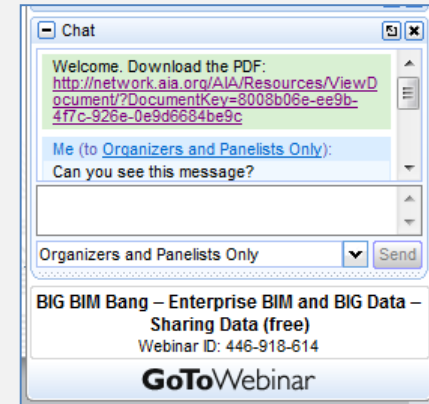 Chat
Welcome. Download the PDF:
http://network.aia.org/AIA/Resources/ViewD
ocument/?DocumentKey=8008b06e-ee9b-
4f7c-926e-0e9d6684be9c
Me (to Organizers and Panelists Only):
Can you see this message?
Organizers and Panelists Only
Send
BIG BIM Bang – Enterprise BIM and BIG Data –
Sharing Data (free)
Webinar ID: 446-918-614
GoToWebinar